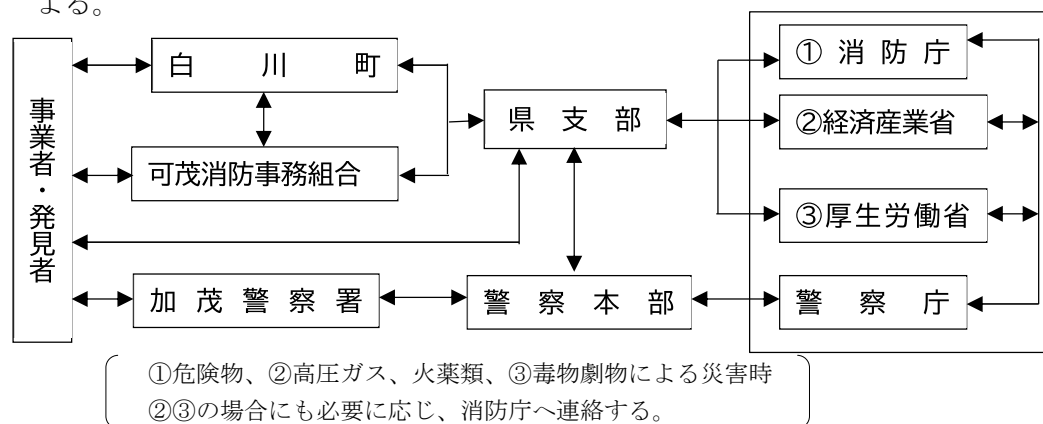 よる。
事業者・発見者
白川町
可茂消防事務組合
加茂警察署
県支部
警察本部
①消防庁
②経済産業省
③厚生労働省
警察庁
①危険物、②高圧ガス、火薬類、③毒物劇物による災害時
②③の場合にも必要に応じ、消防庁へ連絡する。